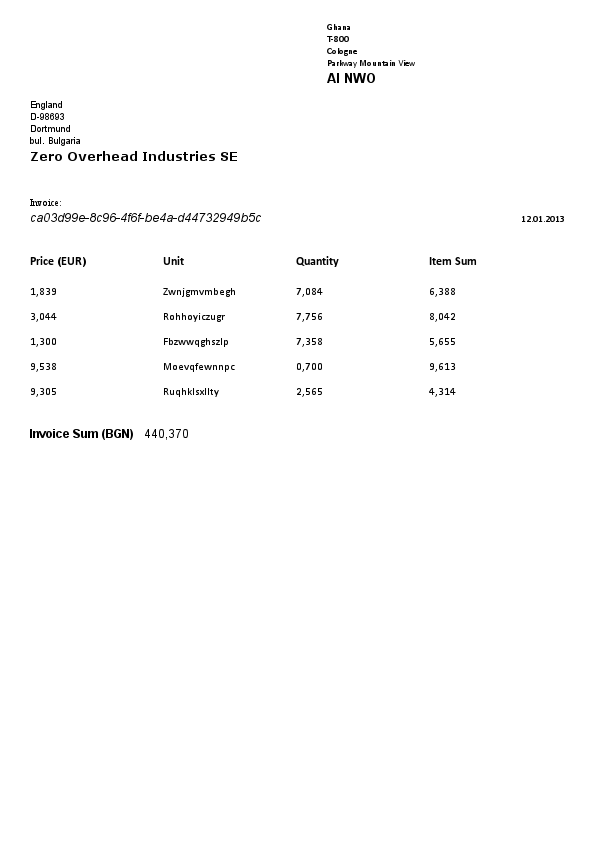 Ghana
T-800
Cologne
Parkway Mountain View
AI NWO
England
D-98693
Dortmund
bul. Bulgaria
Zero Overhead Industries SE
Invoice:
ca03d99e-8c96-4f6f-be4a-d44732949b5c 12.01.2013
Price (EUR) Unit Quantity Item Sum
1,839 Zwnjgmvmbegh 7,084 6,388
3,044 Rohhoyiczugr 7,756 8,042
1,300 Fbzwwqghszlp 7,358 5,655
9,538 Moevqfewnnpc 0,700 9,613
9,305 Ruqhklsxllty 2,565 4,314
Invoice Sum (BGN) 440,370